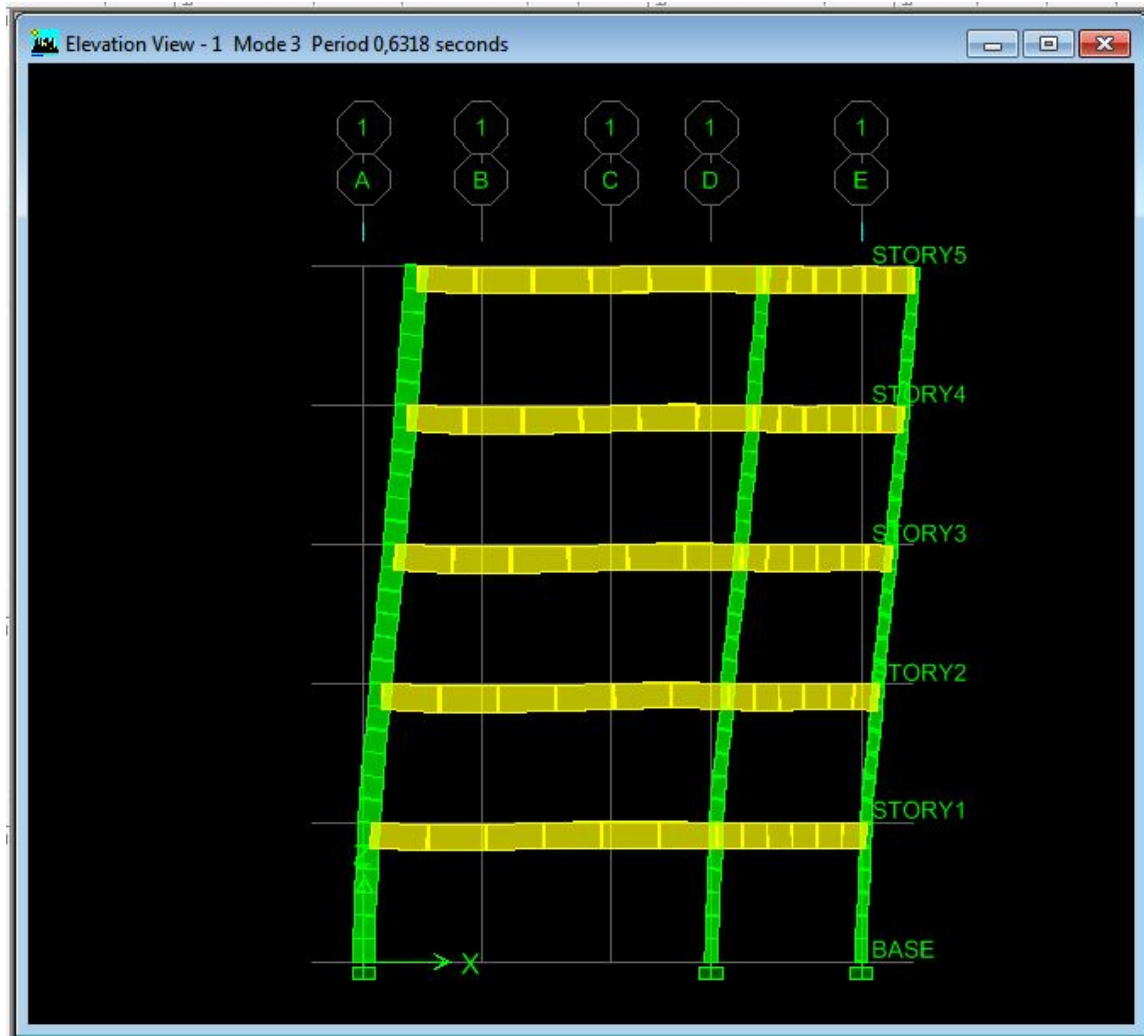 Elevation View - 1 Mode 3 Period 0,6318 seconds
1 1 1 1 1
A B C D E
STORY5
STORY4
STORY3
STORY2
STORY1
BASE
X